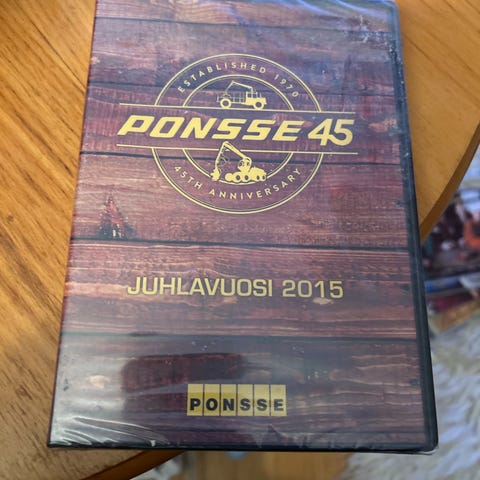 ESTABLISHED 1970
PONSSE 45
45TH ANNIVERSARY
JUHLAVUOSI 2015
PONSSE